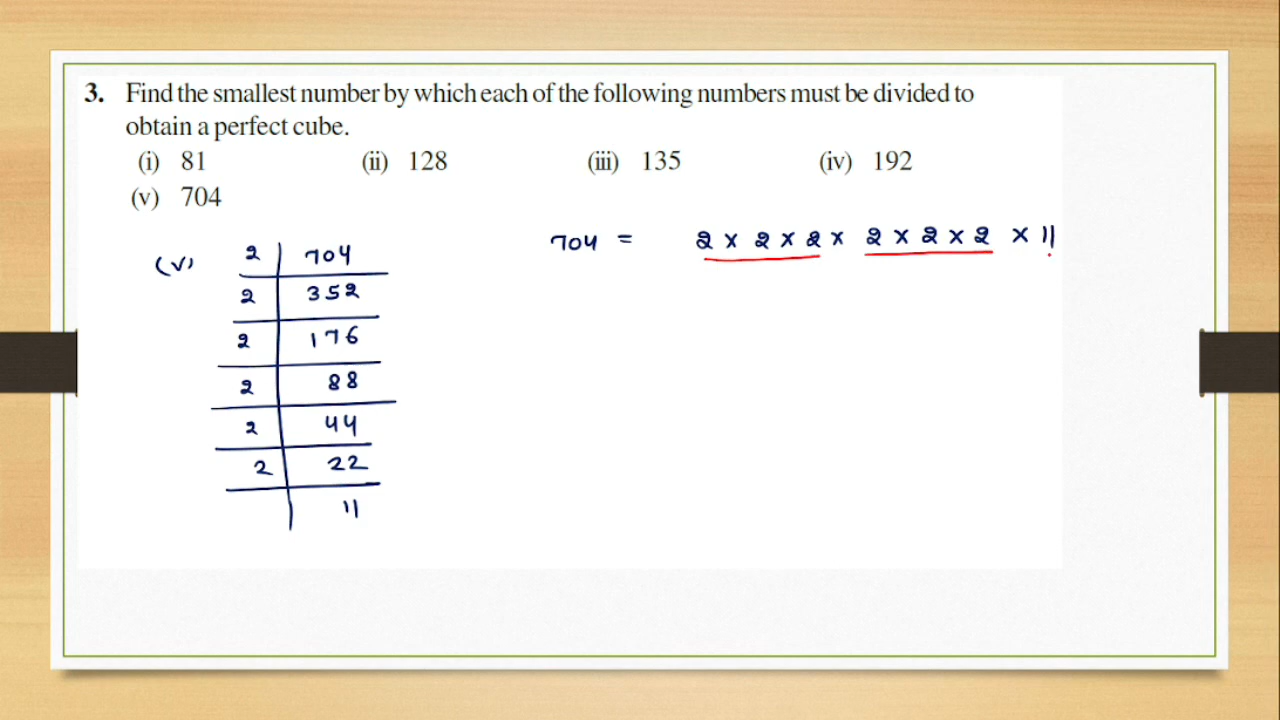 3. Find the smallest number by which each of the following numbers must be divided to
obtain a perfect cube.
(i) 81 (ii) 128 (iii) 135 (iv) 192
(v) 704
704 = 2 × 2 × 2 × 2 × 2 × 2 × 11
(v) 2 | 704
2 | 352
2 | 176
2 | 88
2 | 44
2 | 22
| 11